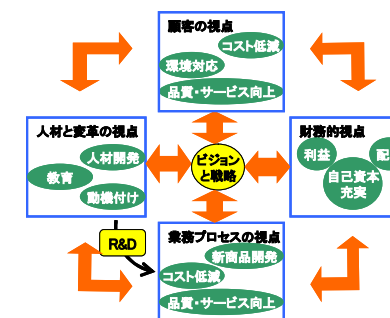 顧客の視点
コスト低減
環境対応
品質・サービス向上
人材と変革の視点
人材開発
教育
動機付け
ビジョン
と戦略
財務的視点
利益
配
自己資本
充実
R&D
業務プロセスの視点
新商品開発
コスト低減
品質・サービス向上